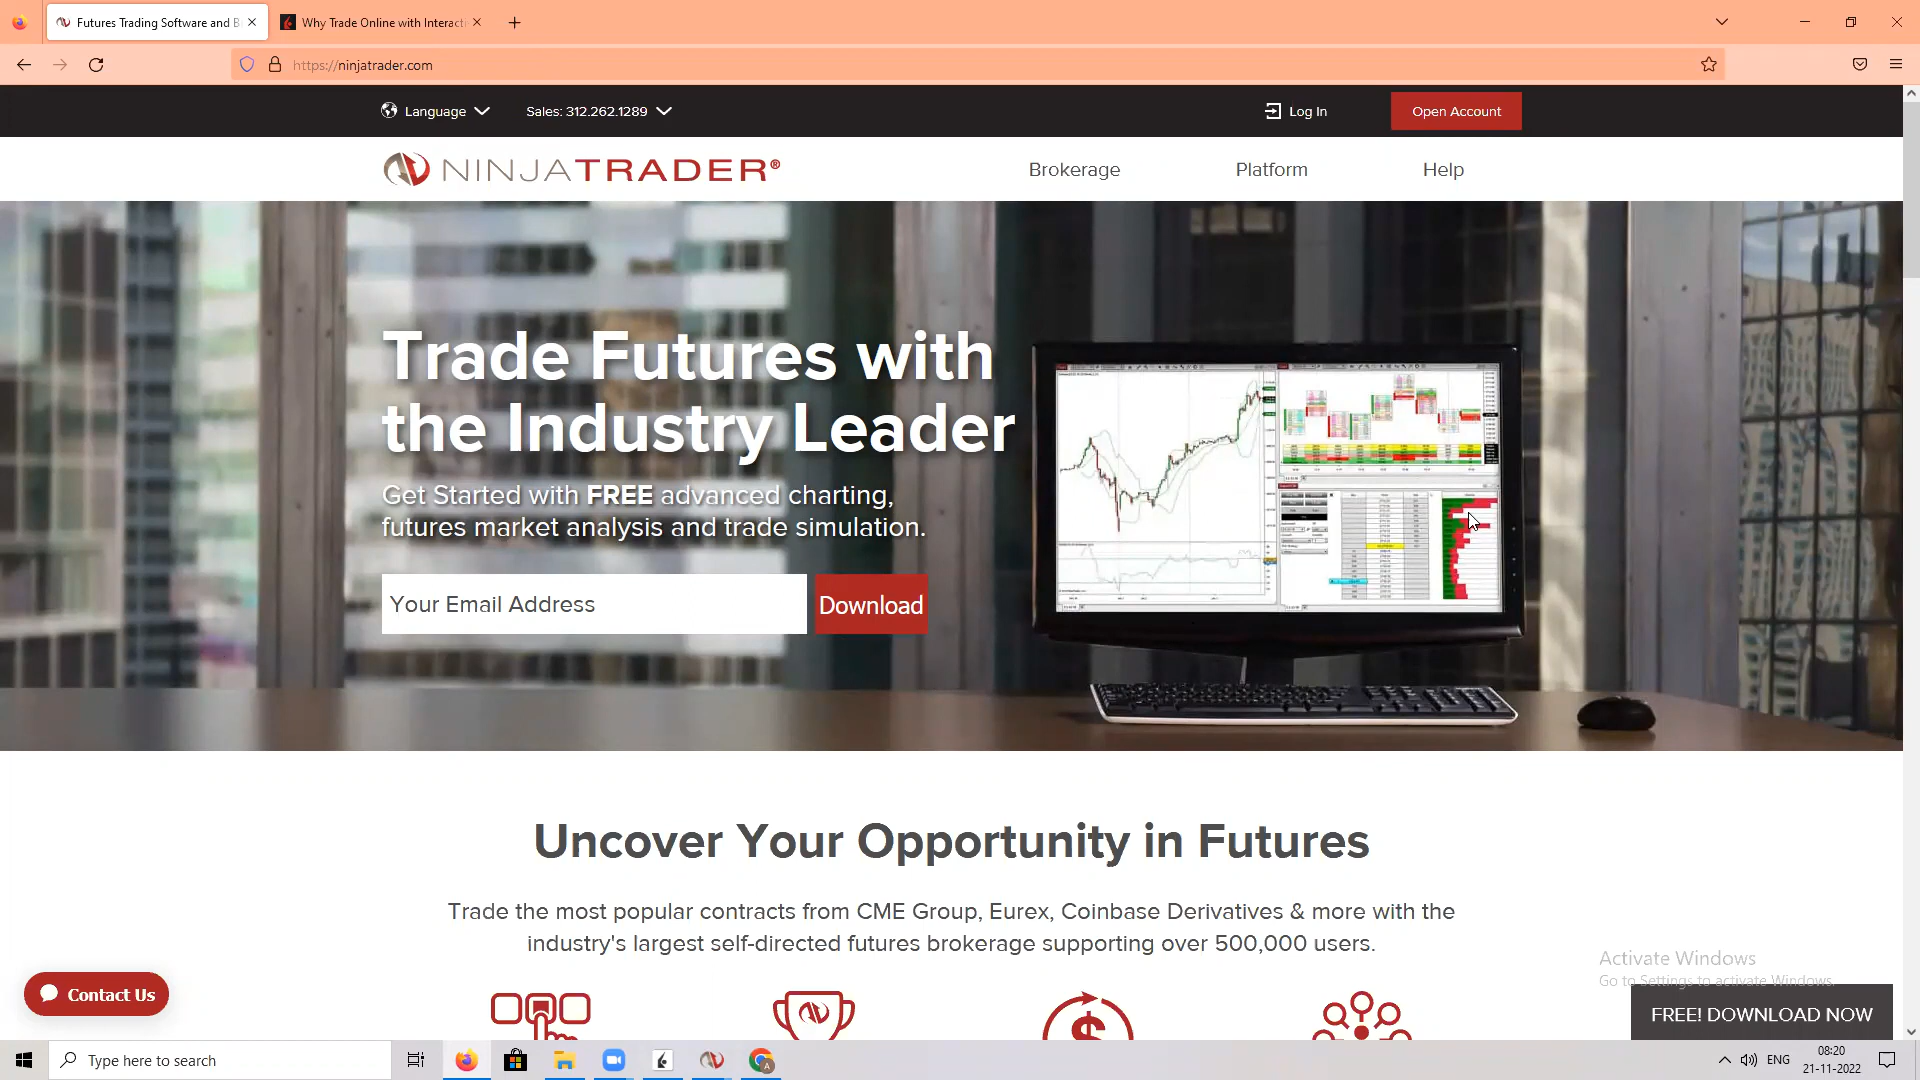 Futures Trading Software and B
Why Trade Online with Interacti
https://ninjatrader.com
Language
Sales: 312.262.1289
Log In
Open Account
NINJATRADER®
Brokerage
Platform
Help
Trade Futures with
the Industry Leader
Get Started with FREE advanced charting,
futures market analysis and trade simulation.
Your Email Address
Download
Uncover Your Opportunity in Futures
Trade the most popular contracts from CME Group, Eurex, Coinbase Derivatives & more with the
industry's largest self-directed futures brokerage supporting over 500,000 users.
Contact Us
Activate Windows
Go to Settings to activate Windows.
FREE! DOWNLOAD NOW
Type here to search
ENG
08:20
21-11-2022